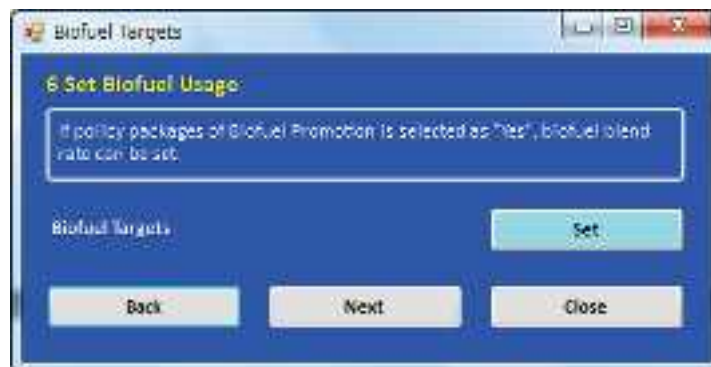 Biofuel Targets
6 Set Biofuel Usage
If policy packages of Biofuel Promotion is selected as "Yes", biofuel blend
rate can be set
Biofuel Targets
Set
Back
Next
Close